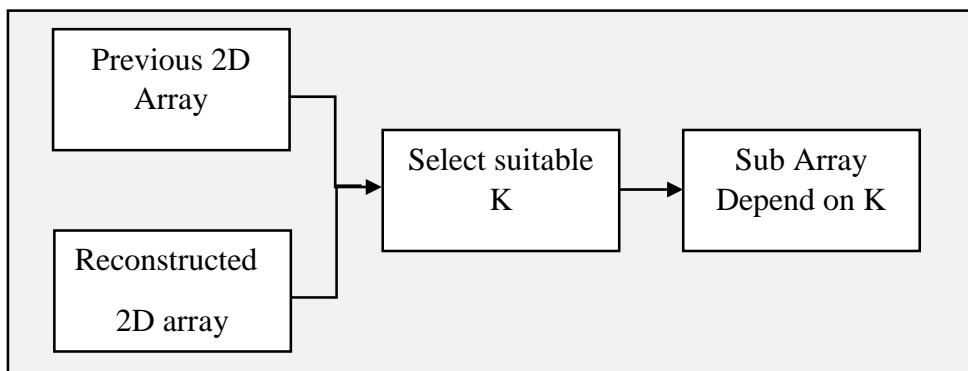 Previous 2D
Array
Reconstructed
2D array
Select suitable
K
Sub Array
Depend on K